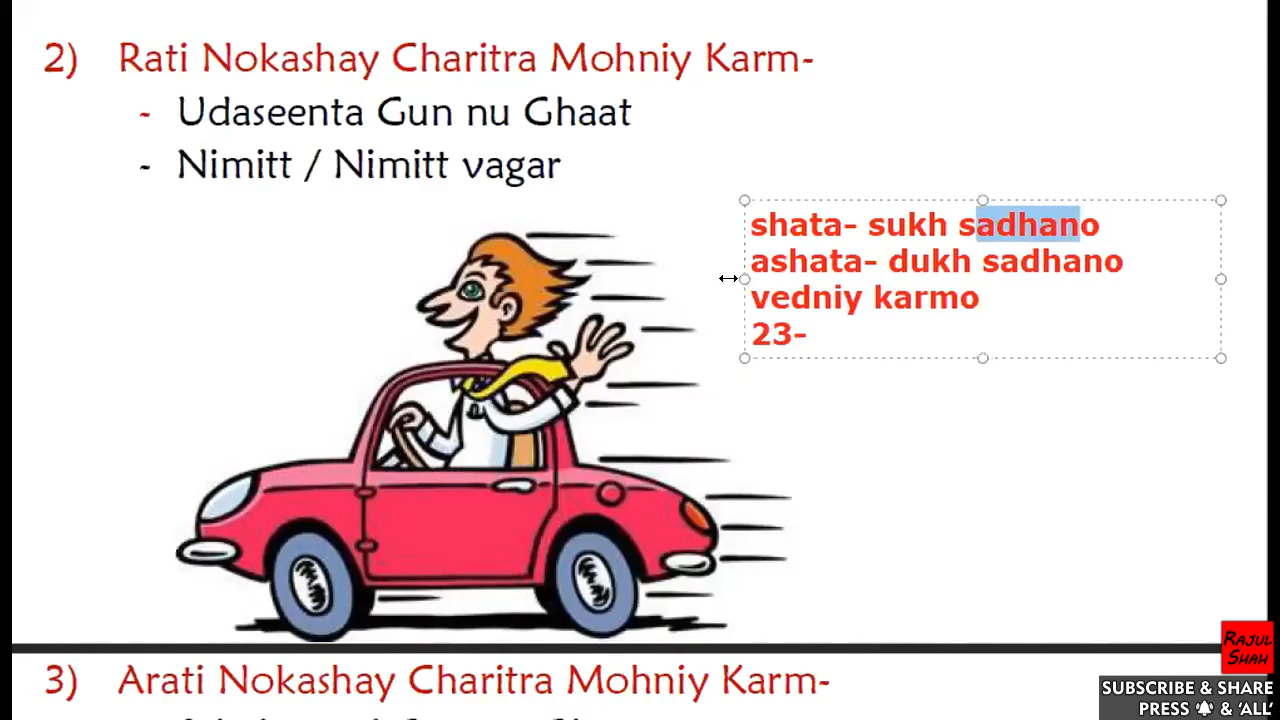 2) Rati Nokashay Charitra Mohniy Karm-
- Udaseenta Gun nu Ghaat
- Nimitt / Nimitt vagar
shata- sukh sadhano
ashata- dukh sadhano
vedniy karmo
23-
3) Arati Nokashay Charitra Mohniy Karm-
RAJUL
SHAH
SUBSCRIBE & SHARE
PRESS & ‘ALL’